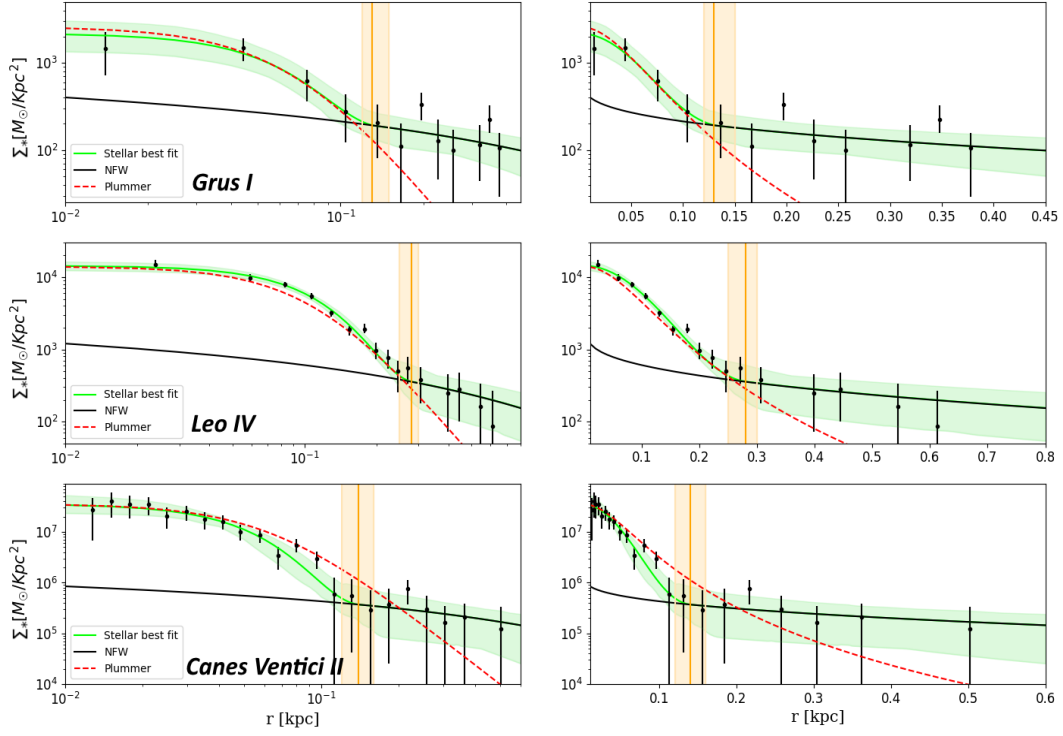 Σ*[M⊙/Kpc²]
10³
10²
Stellar best fit
NFW
Plummer
Grus I
10⁻²
10⁻¹
10³
10²
0.05 0.10 0.15 0.20 0.25 0.30 0.35 0.40 0.45
Σ*[M⊙/Kpc²]
10⁴
10³
10²
Stellar best fit
NFW
Plummer
Leo IV
10⁻²
10⁻¹
10⁴
10³
10²
0.1 0.2 0.3 0.4 0.5 0.6 0.7 0.8
Σ*[M⊙/Kpc²]
10⁷
10⁶
10⁵
10⁴
Stellar best fit
NFW
Plummer
Canes Ventici II
10⁻²
10⁻¹
r [kpc]
10⁷
10⁶
10⁵
10⁴
0.1 0.2 0.3 0.4 0.5 0.6
r [kpc]